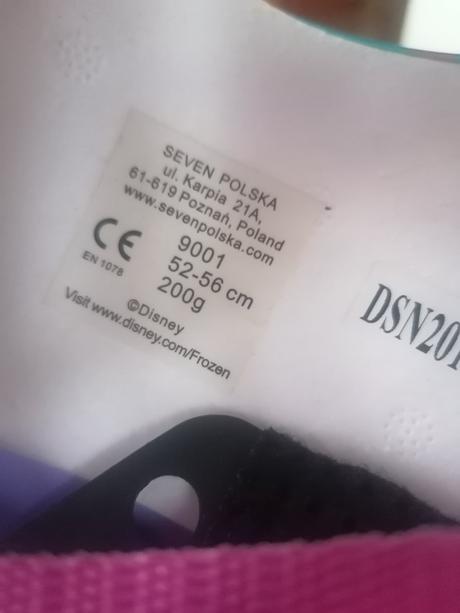 SEVEN POLSKA
ul. Karpia 21A,
61-619 Poznań, Poland
www.sevenpolska.com
CE
EN 1078
9001
52-56 cm
200g
©Disney
Visit www.disney.com/Frozen
DSN201